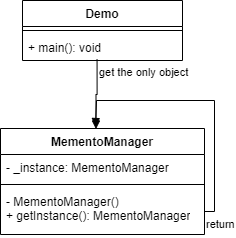 Demo
+ main(): void
get the only object
MementoManager
- _instance: MementoManager
- MementoManager()
+ getInstance(): MementoManager
return